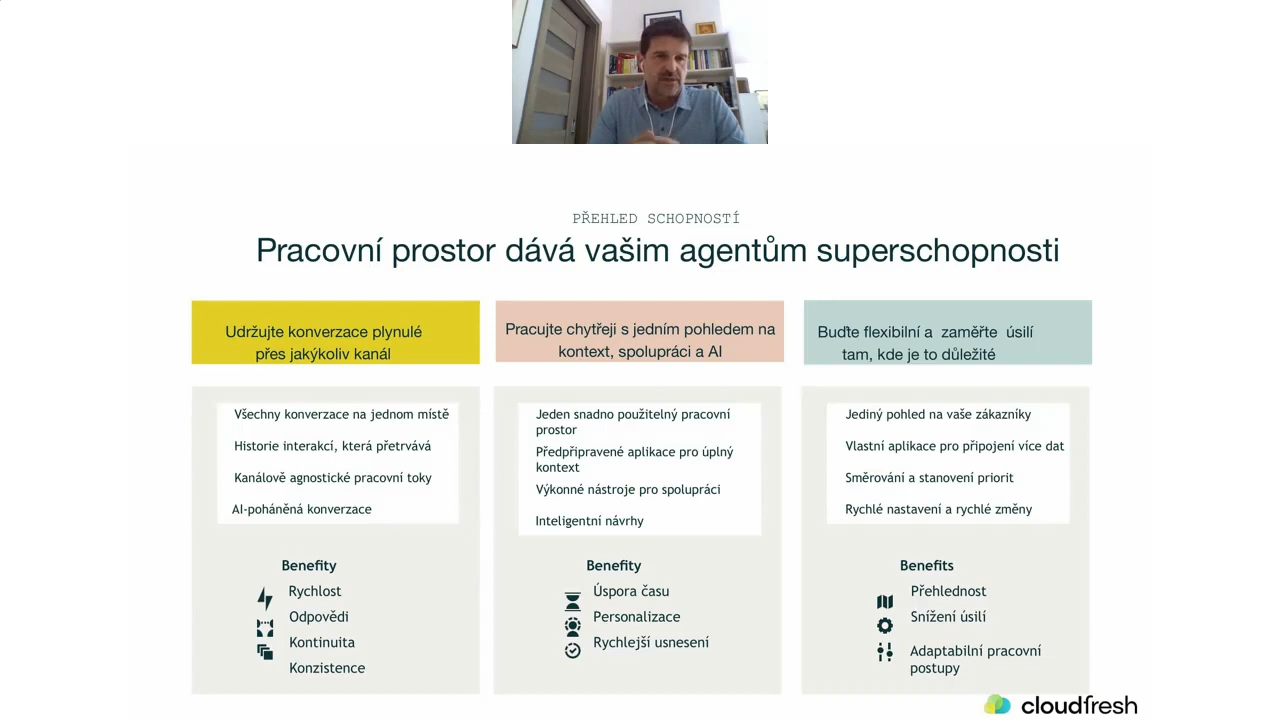 PŘEHLED SCHOPNOSTÍ
Pracovní prostor dává vašim agentům superschopnosti
Udržujte konverzace plynulé
přes jakýkoliv kanál
Pracujte chytřeji s jedním pohledem na
kontext, spolupráci a AI
Buďte flexibilní a zaměřte úsilí
tam, kde je to důležité
Všechny konverzace na jednom místě
Historie interakcí, která přetrvává
Kanálově agnostické pracovní toky
AI-poháněná konverzace
Benefity
Rychlost
Odpovědi
Kontinuita
Konzistence
Jeden snadno použitelný pracovní
prostor
Předpřipravené aplikace pro úplný
kontext
Výkonné nástroje pro spolupráci
Inteligentní návrhy
Benefity
Úspora času
Personalizace
Rychlejší usnesení
Jediný pohled na vaše zákazníky
Vlastní aplikace pro připojení více dat
Směrování a stanovení priorit
Rychlé nastavení a rychlé změny
Benefits
Přehlednost
Snížení úsilí
Adaptabilní pracovní
postupy
cloudfresh